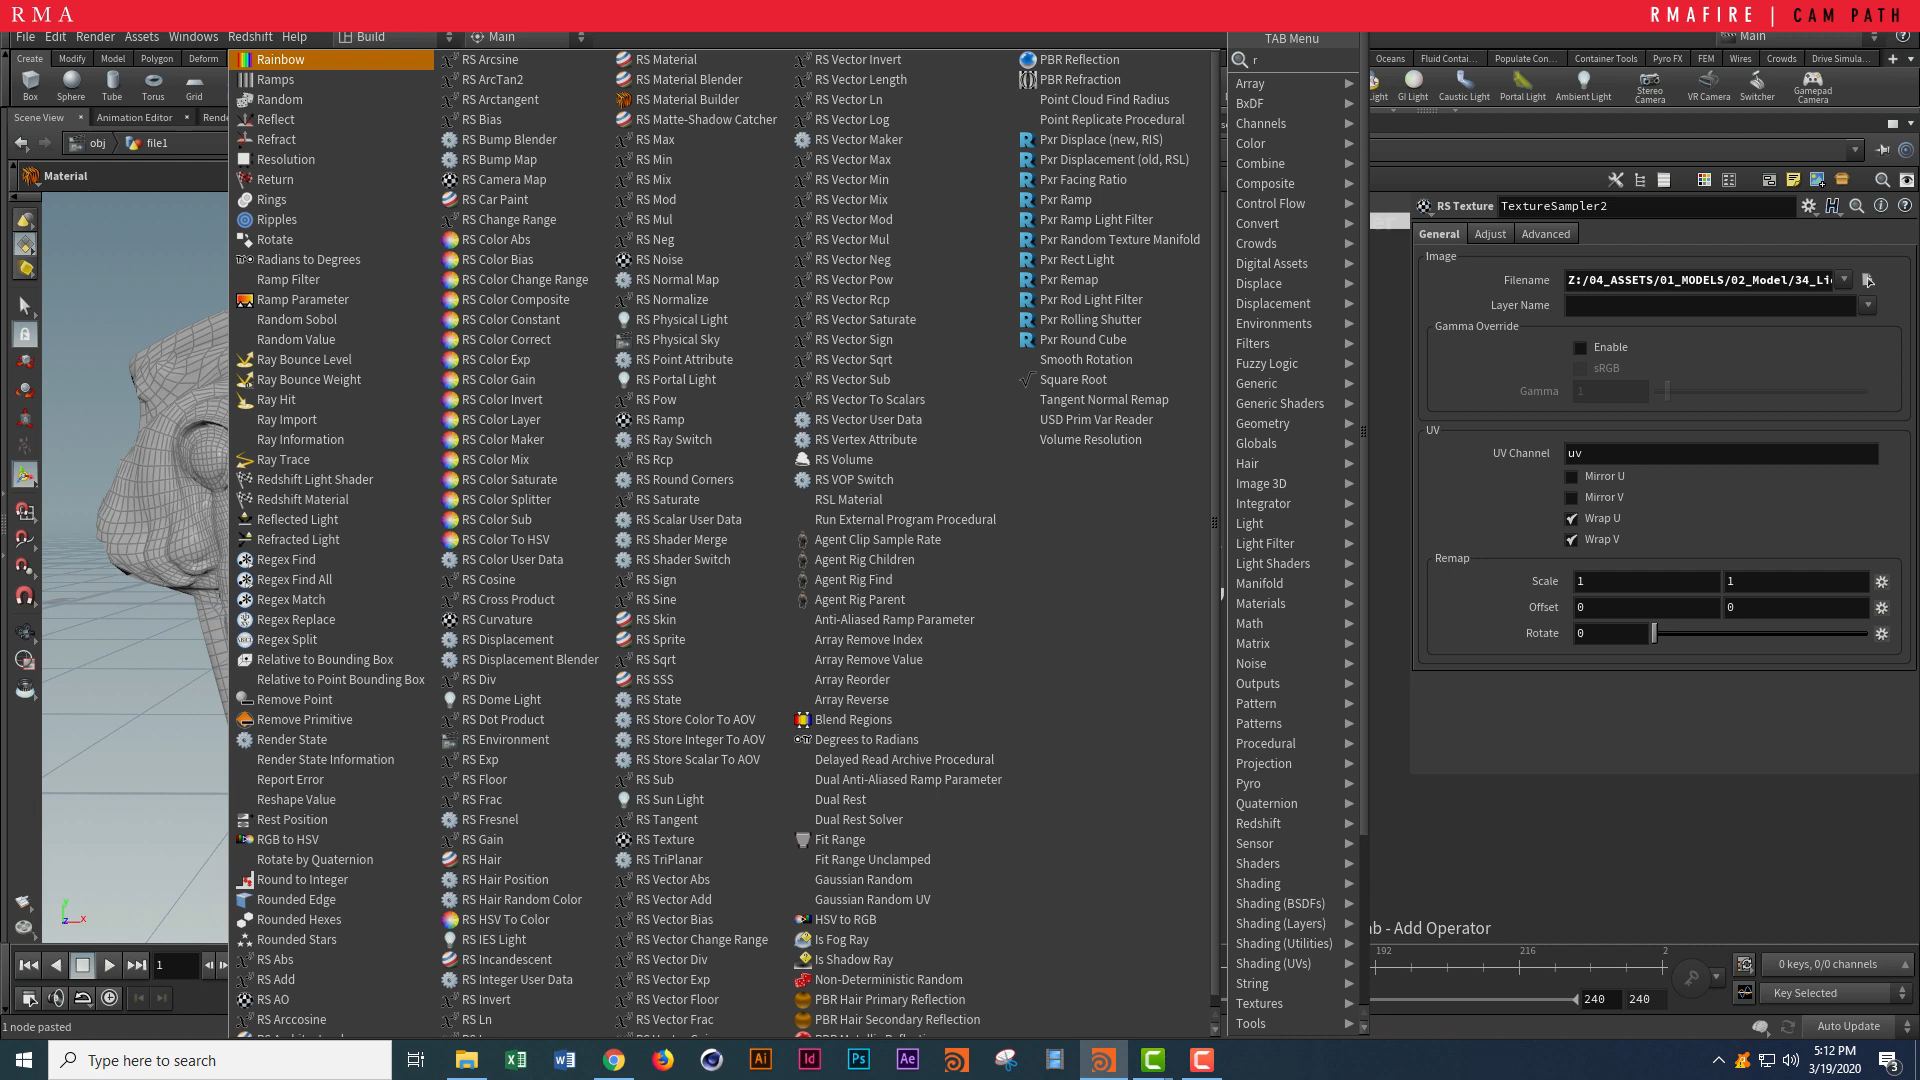 RMA
RMAFIRE | CAM PATH
File Edit Render Assets Windows Redshift Help
Build
Main
TAB Menu
Main
Create Modify Model Polygon Deform
Oceans Fluid Contai... Populate Con... Container Tools Pyro FX FEM Wires Crowds Drive Simula...
Box Sphere Tube Torus Grid
GI Light Caustic Light Portal Light Ambient Light Stereo Camera VR Camera Switcher Gamepad Camera
Scene View Animation Editor
obj file1
Material
Rainbow
Ramps
Random
Reflect
Refract
Resolution
Return
Rings
Ripples
Rotate
Radians to Degrees
Ramp Filter
Ramp Parameter
Random Sobol
Random Value
Ray Bounce Level
Ray Bounce Weight
Ray Hit
Ray Import
Ray Information
Ray Trace
Redshift Light Shader
Redshift Material
Reflected Light
Refracted Light
Regex Find
Regex Find All
Regex Match
Regex Replace
Regex Split
Relative to Bounding Box
Relative to Point Bounding Box
Remove Point
Remove Primitive
Render State
Render State Information
Report Error
Reshape Value
Rest Position
RGB to HSV
Rotate by Quaternion
Round to Integer
Rounded Edge
Rounded Hexes
Rounded Stars
RS Abs
RS Add
RS AO
RS Arccosine
RS Arcsine
RS ArcTan2
RS Arctangent
RS Bias
RS Bump Blender
RS Bump Map
RS Camera Map
RS Car Paint
RS Change Range
RS Color Abs
RS Color Bias
RS Color Change Range
RS Color Composite
RS Color Constant
RS Color Correct
RS Color Exp
RS Color Gain
RS Color Invert
RS Color Layer
RS Color Maker
RS Color Mix
RS Color Saturate
RS Color Splitter
RS Color Sub
RS Color To HSV
RS Color User Data
RS Cosine
RS Cross Product
RS Curvature
RS Displacement
RS Displacement Blender
RS Div
RS Dome Light
RS Dot Product
RS Environment
RS Exp
RS Floor
RS Frac
RS Fresnel
RS Gain
RS Hair
RS Hair Position
RS Hair Random Color
RS HSV To Color
RS IES Light
RS Incandescent
RS Integer User Data
RS Invert
RS Ln
RS Material
RS Material Blender
RS Material Builder
RS Matte-Shadow Catcher
RS Max
RS Min
RS Mix
RS Mod
RS Mul
RS Neg
RS Noise
RS Normal Map
RS Normalize
RS Physical Light
RS Physical Sky
RS Point Attribute
RS Portal Light
RS Pow
RS Ramp
RS Ray Switch
RS Rcp
RS Round Corners
RS Saturate
RS Scalar User Data
RS Shader Merge
RS Shader Switch
RS Sign
RS Sine
RS Skin
RS Sprite
RS Sqrt
RS SSS
RS State
RS Store Color To AOV
RS Store Integer To AOV
RS Store Scalar To AOV
RS Sub
RS Sun Light
RS Tangent
RS Texture
RS TriPlanar
RS Vector Abs
RS Vector Add
RS Vector Bias
RS Vector Change Range
RS Vector Div
RS Vector Exp
RS Vector Floor
RS Vector Frac
RS Vector Invert
RS Vector Length
RS Vector Ln
RS Vector Log
RS Vector Maker
RS Vector Max
RS Vector Min
RS Vector Mix
RS Vector Mod
RS Vector Mul
RS Vector Neg
RS Vector Pow
RS Vector Rcp
RS Vector Saturate
RS Vector Sign
RS Vector Sqrt
RS Vector Sub
RS Vector To Scalars
RS Vector User Data
RS Vertex Attribute
RS Volume
RS VOP Switch
RSL Material
Run External Program Procedural
Agent Clip Sample Rate
Agent Rig Children
Agent Rig Find
Agent Rig Parent
Anti-Aliased Ramp Parameter
Array Remove Index
Array Remove Value
Array Reorder
Array Reverse
Blend Regions
Degrees to Radians
Delayed Read Archive Procedural
Dual Anti-Aliased Ramp Parameter
Dual Rest
Dual Rest Solver
Fit Range
Fit Range Unclamped
Gaussian Random
Gaussian Random UV
HSV to RGB
Is Fog Ray
Is Shadow Ray
Non-Deterministic Random
PBR Hair Primary Reflection
PBR Hair Secondary Reflection
PBR Reflection
PBR Refraction
Point Cloud Find Radius
Point Replicate Procedural
Pxr Displace (new, RIS)
Pxr Displacement (old, RSL)
Pxr Facing Ratio
Pxr Ramp
Pxr Ramp Light Filter
Pxr Random Texture Manifold
Pxr Rect Light
Pxr Remap
Pxr Rod Light Filter
Pxr Rolling Shutter
Pxr Round Cube
Smooth Rotation
Square Root
Tangent Normal Remap
USD Prim Var Reader
Volume Resolution
r
Array
BxDF
Channels
Color
Combine
Composite
Control Flow
Convert
Crowds
Digital Assets
Displace
Displacement
Environments
Filters
Fuzzy Logic
Generic
Generic Shaders
Geometry
Globals
Hair
Image 3D
Integrator
Light
Light Filter
Light Shaders
Manifold
Materials
Math
Matrix
Noise
Outputs
Pattern
Patterns
Procedural
Projection
Pyro
Quaternion
Redshift
Sensor
Shaders
Shading
Shading (BSDFs)
Shading (Layers)
Shading (Utilities)
Shading (UVs)
String
Textures
Tools
RS Texture TextureSampler2
General Adjust Advanced
Image
Filename Z:/04_ASSETS/01_MODELS/02_Model/34_Li
Layer Name
Gamma Override
Enable
sRGB
Gamma 1
UV
UV Channel uv
Mirror U
Mirror V
Wrap U
Wrap V
Remap
Scale 1 1
Offset 0 0
Rotate 0
ab - Add Operator
192 216 2
1
0 keys, 0/0 channels
240 240 Key Selected
1 node pasted
Auto Update
Type here to search
5:12 PM
3/19/2020
3